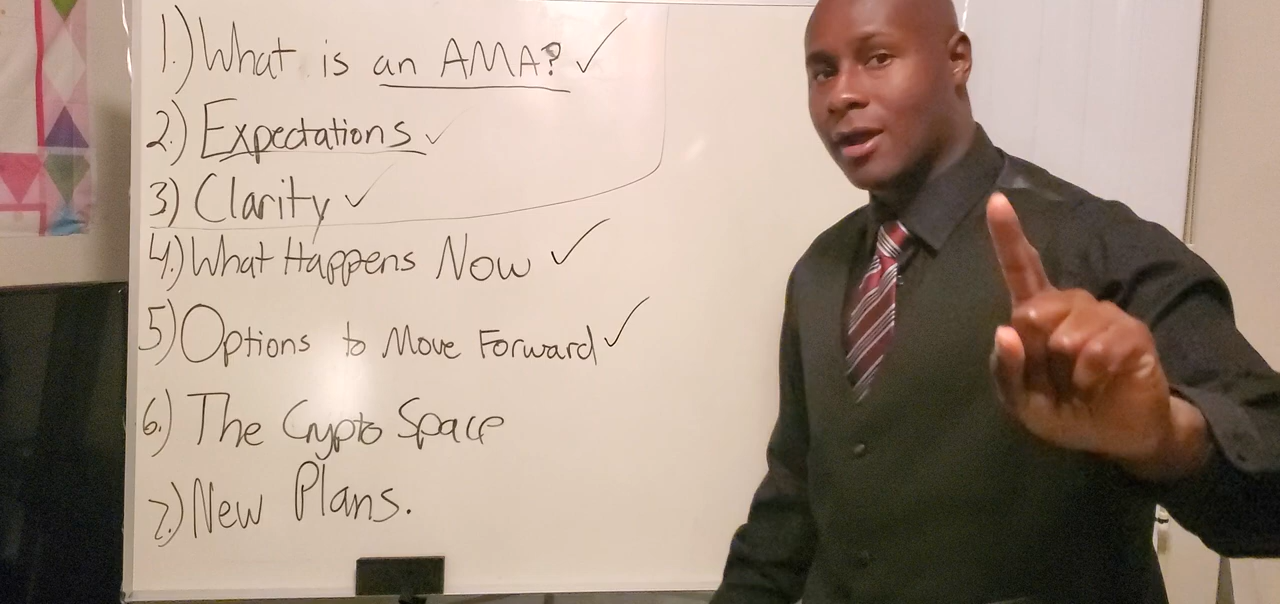 1.) What is an AMA? ✓
2.) Expectations ✓
3) Clarity ✓
4.) What Happens Now ✓
5) Options to Move Forward ✓
6.) The Crypto Space
7.) New Plans.